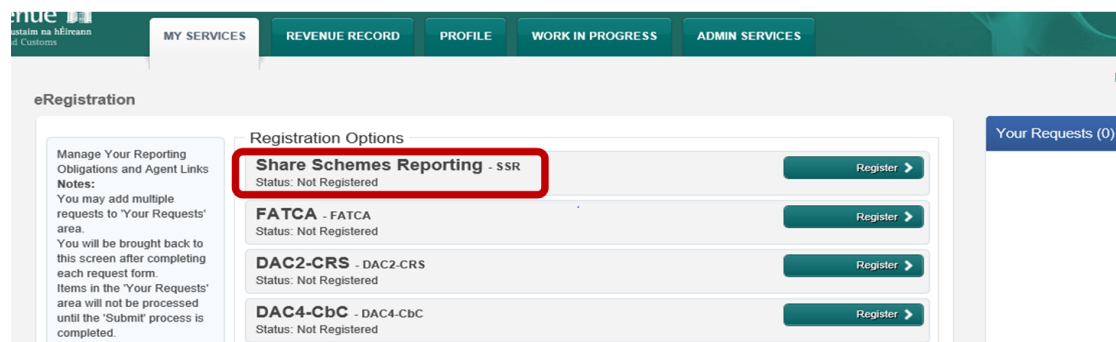 ustaim na hÉireann
d Customs
MY SERVICES
REVENUE RECORD
PROFILE
WORK IN PROGRESS
ADMIN SERVICES
eRegistration
Manage Your Reporting
Obligations and Agent Links
Notes:
You may add multiple
requests to 'Your Requests'
area.
You will be brought back to
this screen after completing
each request form.
Items in the 'Your Requests'
area will not be processed
until the 'Submit' process is
completed.
Registration Options
Share Schemes Reporting - SSR
Status: Not Registered
Register
FATCA - FATCA
Status: Not Registered
Register
DAC2-CRS - DAC2-CRS
Status: Not Registered
Register
DAC4-CbC - DAC4-CbC
Status: Not Registered
Register
Your Requests (0)